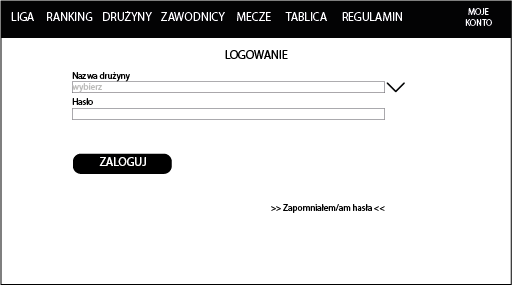 LIGA RANKING DRUŻYNY ZAWODNICY MECZE TABLICA REGULAMIN MOJE KONTO
LOGOWANIE
Nazwa drużyny
wybierz
Hasło
ZALOGUJ
>> Zapomniałem/am hasła <<